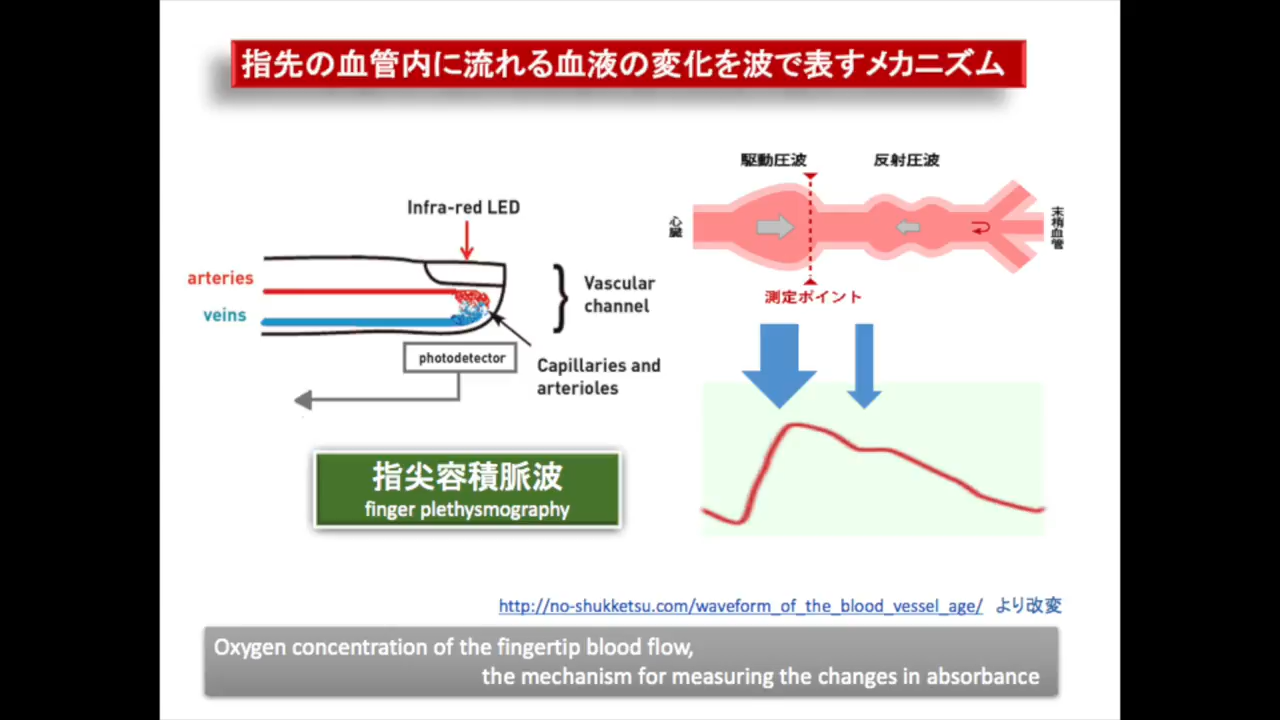 指先の血管内に流れる血液の変化を波で表すメカニズム
Infra-red LED
arteries
veins
Vascular
channel
photodetector
Capillaries and
arterioles
駆動圧波
反射圧波
心臓
末梢血管
測定ポイント
指尖容積脈波
finger plethysmography
http://no-shukketsu.com/waveform_of_the_blood_vessel_age/ より改変
Oxygen concentration of the fingertip blood flow,
the mechanism for measuring the changes in absorbance